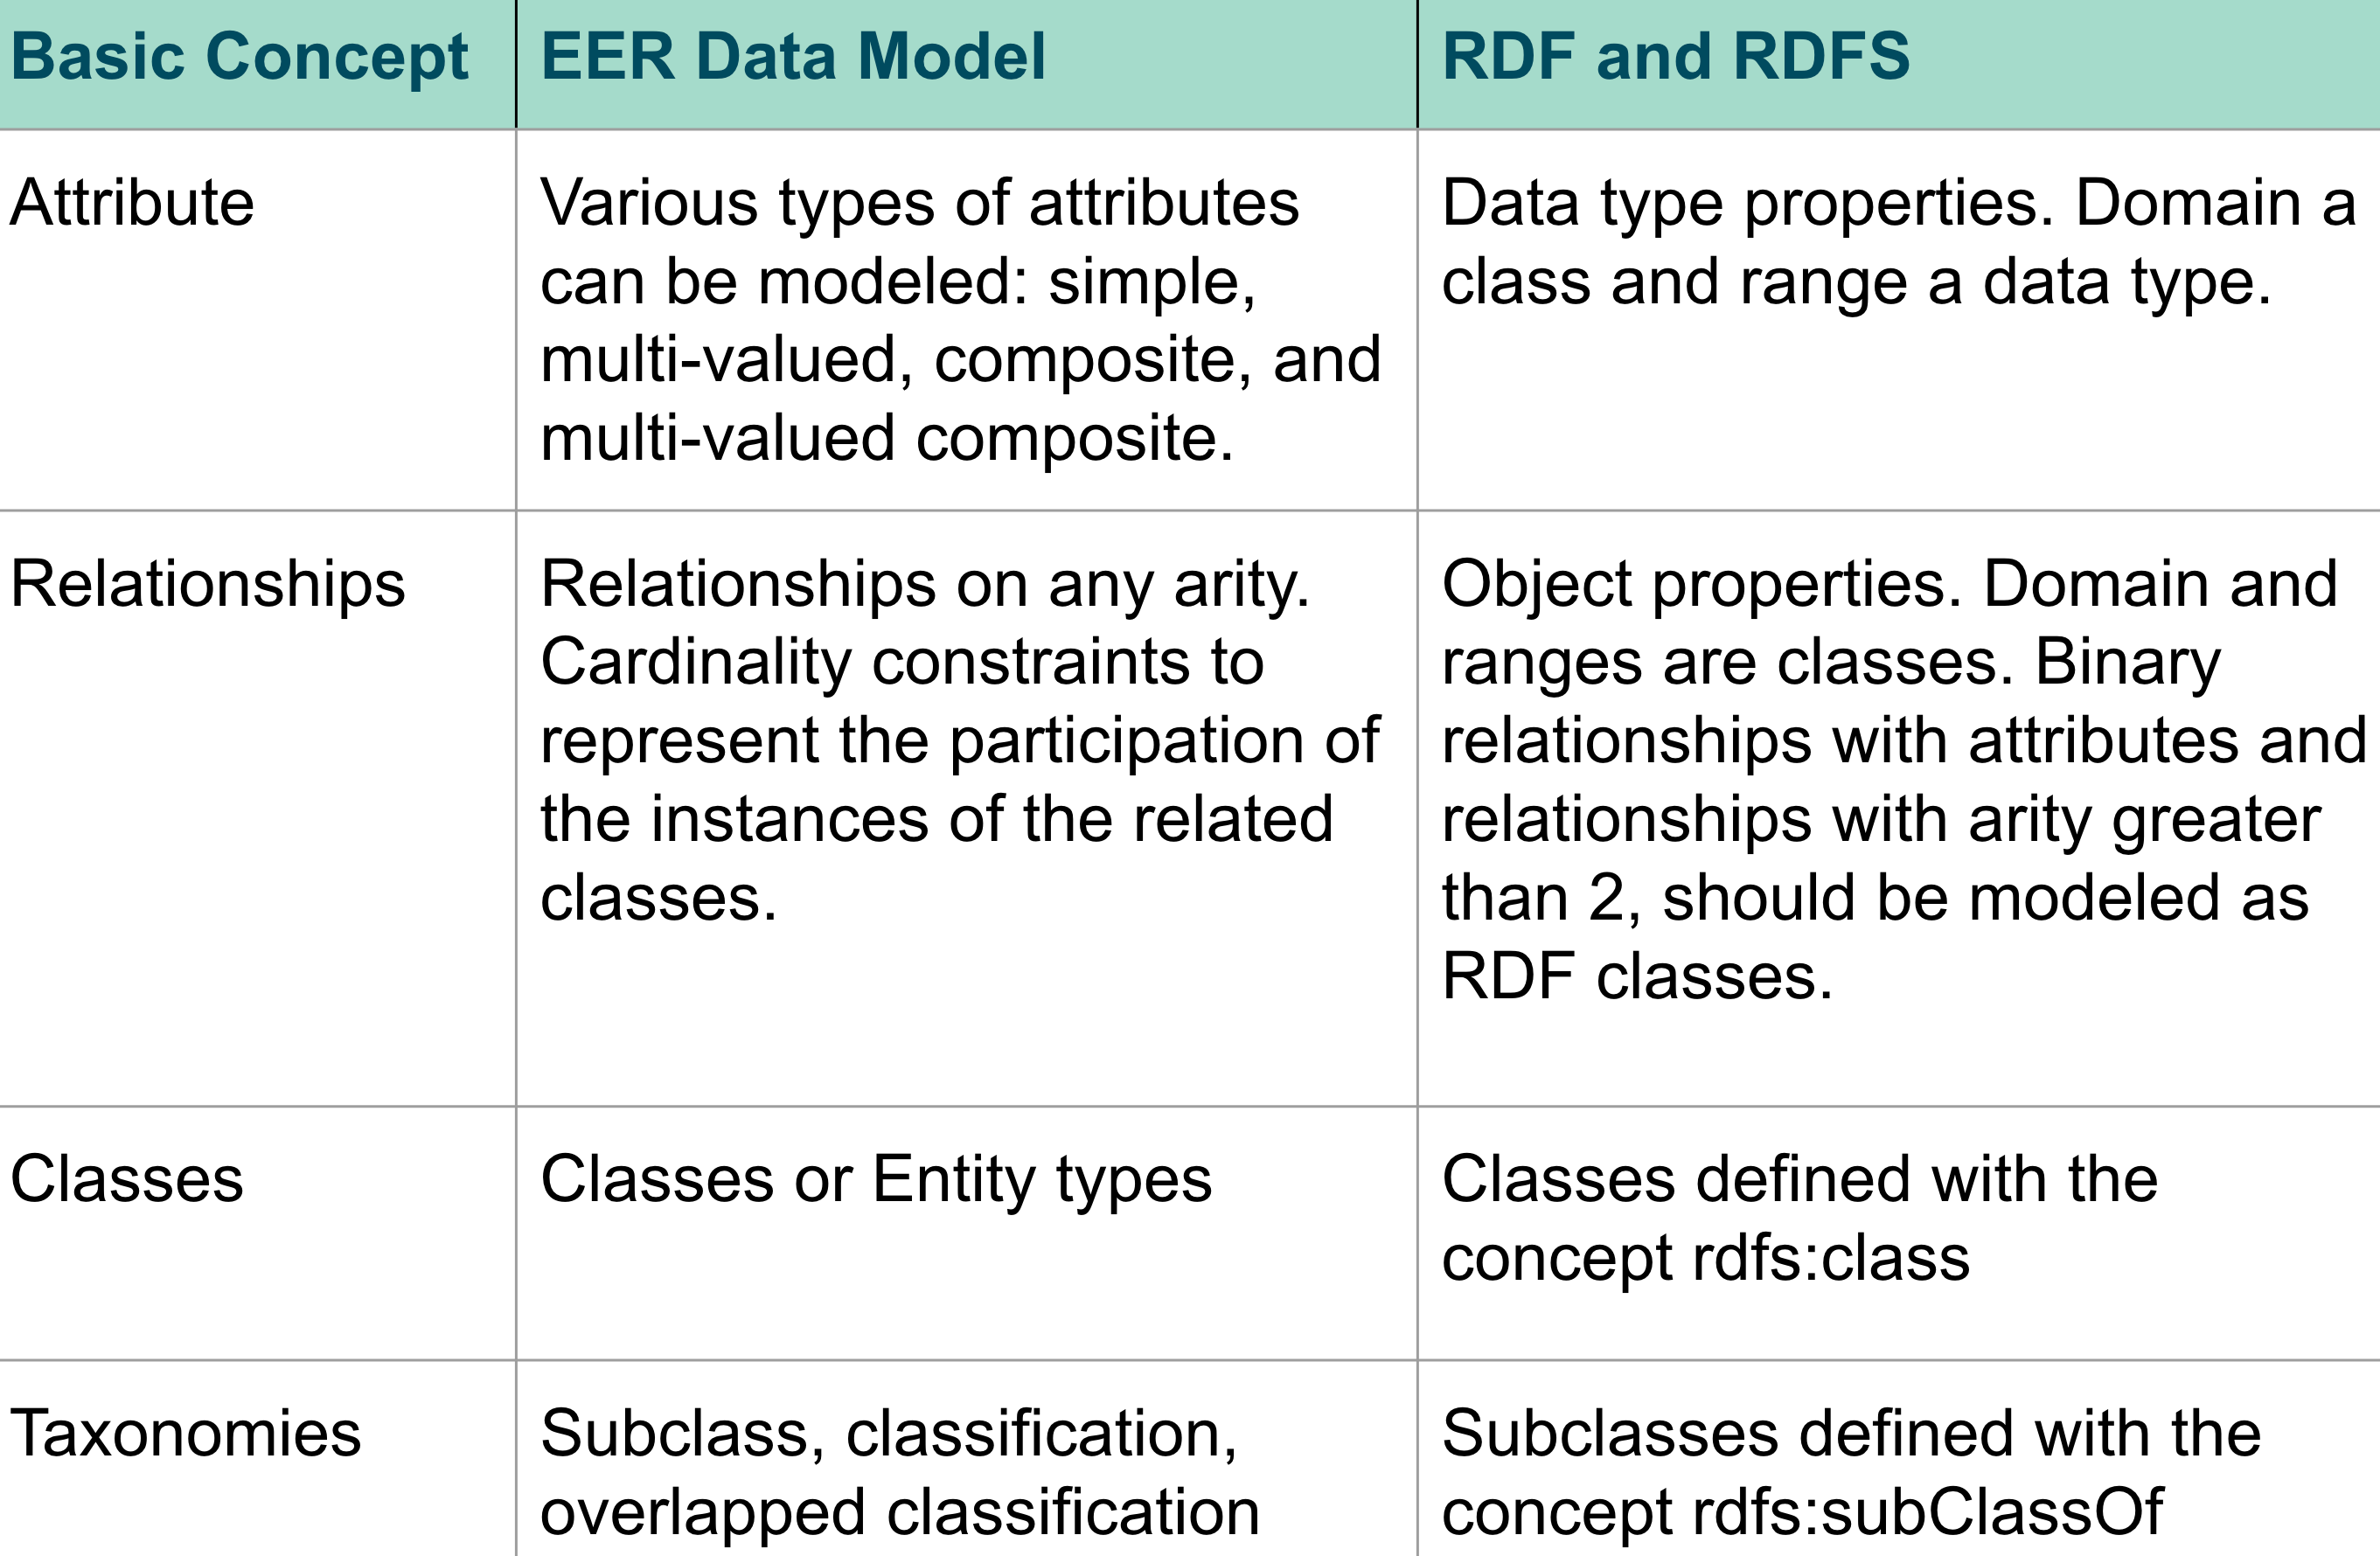 Basic Concept
EER Data Model
RDF and RDFS
Attribute
Various types of attributes
can be modeled: simple,
multi-valued, composite, and
multi-valued composite.
Data type properties. Domain a
class and range a data type.
Relationships
Relationships on any arity.
Cardinality constraints to
represent the participation of
the instances of the related
classes.
Object properties. Domain and
ranges are classes. Binary
relationships with attributes and
relationships with arity greater
than 2, should be modeled as
RDF classes.
Classes
Classes or Entity types
Classes defined with the
concept rdfs:class
Taxonomies
Subclass, classification,
overlapped classification
Subclasses defined with the
concept rdfs:subClassOf